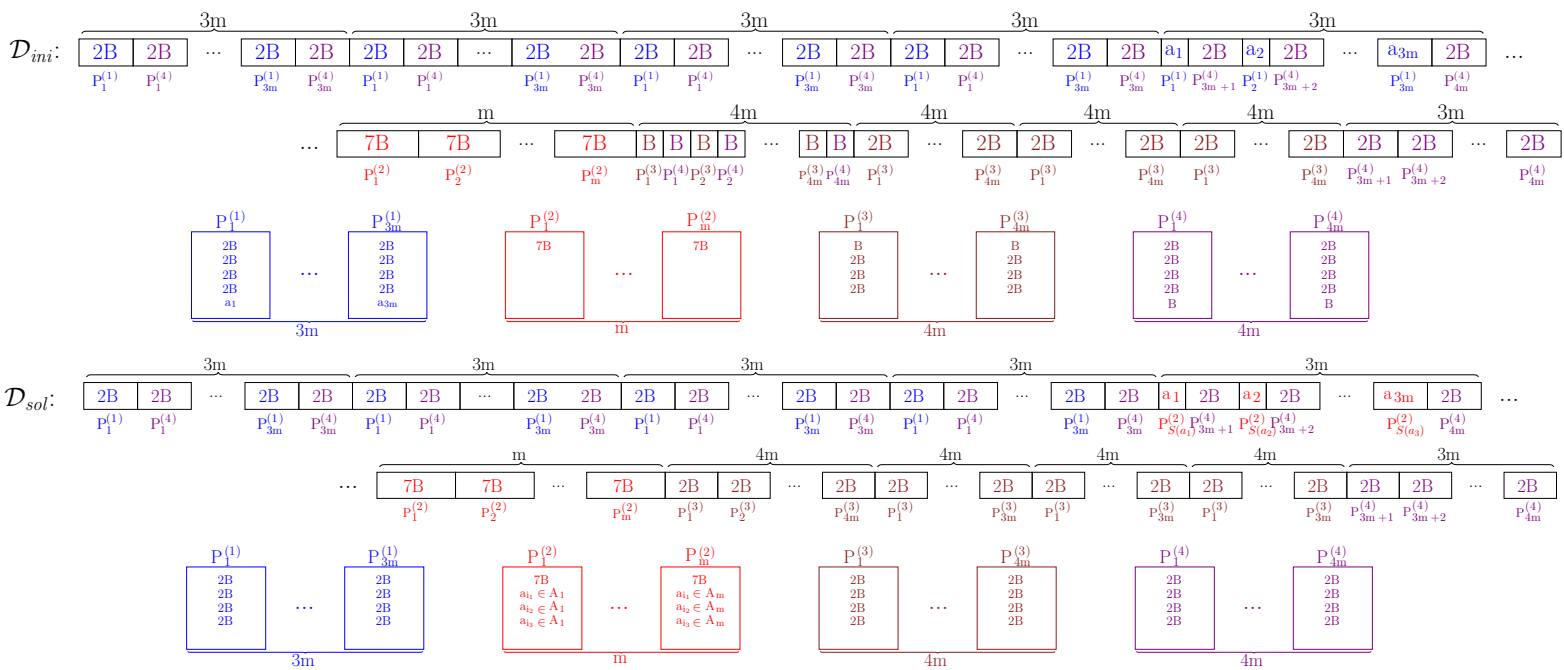 3m m 3m 3m 3m
𝒟ini: 2B 2B ... 2B 2B 2B 2B ... 2B 2B 2B 2B ... 2B 2B 2B 2B ... 2B 2B a1 2B a2 2B ... a3m 2B ...
P1(1) P1(4) P3m(1) P3m(4) P1(1) P1(4) P3m(1) P3m(4) P1(1) P1(4) P3m(1) P3m(4) P1(1) P1(4) P3m(1) P3m(4) P1(1) P3m+1(4) P2(1) P3m+2(4) P3m(1) P4m(4)
m 4m 4m 4m 4m 3m
... 7B 7B ... 7B B B B B ... B B 2B ... 2B 2B ... 2B 2B ... 2B 2B 2B ... 2B
P1(2) P2(2) Pm(2) P1(3) P1(4) P2(3) P2(4) P4m(3) P4m(4) P1(3) P4m(3) P1(3) P4m(3) P1(3) P4m(3) P3m+1(4) P3m+2(4) P4m(4)
P1(1) P3m(1) P1(2) Pm(2) P1(3) P4m(3) P1(4) P4m(4)
2B 2B 7B 7B B B 2B 2B
2B 2B 2B 2B 2B 2B
2B ... 2B ... 2B ... 2B 2B ... 2B
2B 2B 2B 2B 2B 2B
a1 a3m B B
3m m 4m 4m
3m 3m 3m 3m 3m
𝒟sol: 2B 2B ... 2B 2B 2B 2B ... 2B 2B 2B 2B ... 2B 2B 2B 2B ... 2B 2B a1 2B a2 2B ... a3m 2B ...
P1(1) P1(4) P3m(1) P3m(4) P1(1) P1(4) P3m(1) P3m(4) P1(1) P1(4) P3m(1) P3m(4) P1(1) P1(4) P3m(1) P3m(4) PS(a1)(2) P3m+1(4) PS(a2)(2) P3m+2(4) PS(a3)(2) P4m(4)
m 4m 4m 4m 4m 3m
... 7B 7B ... 7B 2B 2B ... 2B 2B ... 2B 2B ... 2B 2B ... 2B 2B 2B ... 2B
P1(2) P2(2) Pm(2) P1(3) P2(3) P4m(3) P1(3) P3m(3) P1(3) P3m(3) P1(3) P3m(3) P3m+1(4) P3m+2(4) P4m(4)
P1(1) P3m(1) P1(2) Pm(2) P1(3) P4m(3) P1(4) P4m(4)
2B 2B 7B 7B 2B 2B 2B 2B
2B 2B ai1 ∈ A1 ai1 ∈ Am 2B 2B 2B 2B
2B ... 2B ai2 ∈ A1 ... ai2 ∈ Am 2B ... 2B 2B ... 2B
2B 2B ai3 ∈ A1 ai3 ∈ Am 2B 2B 2B 2B
3m m 4m 4m